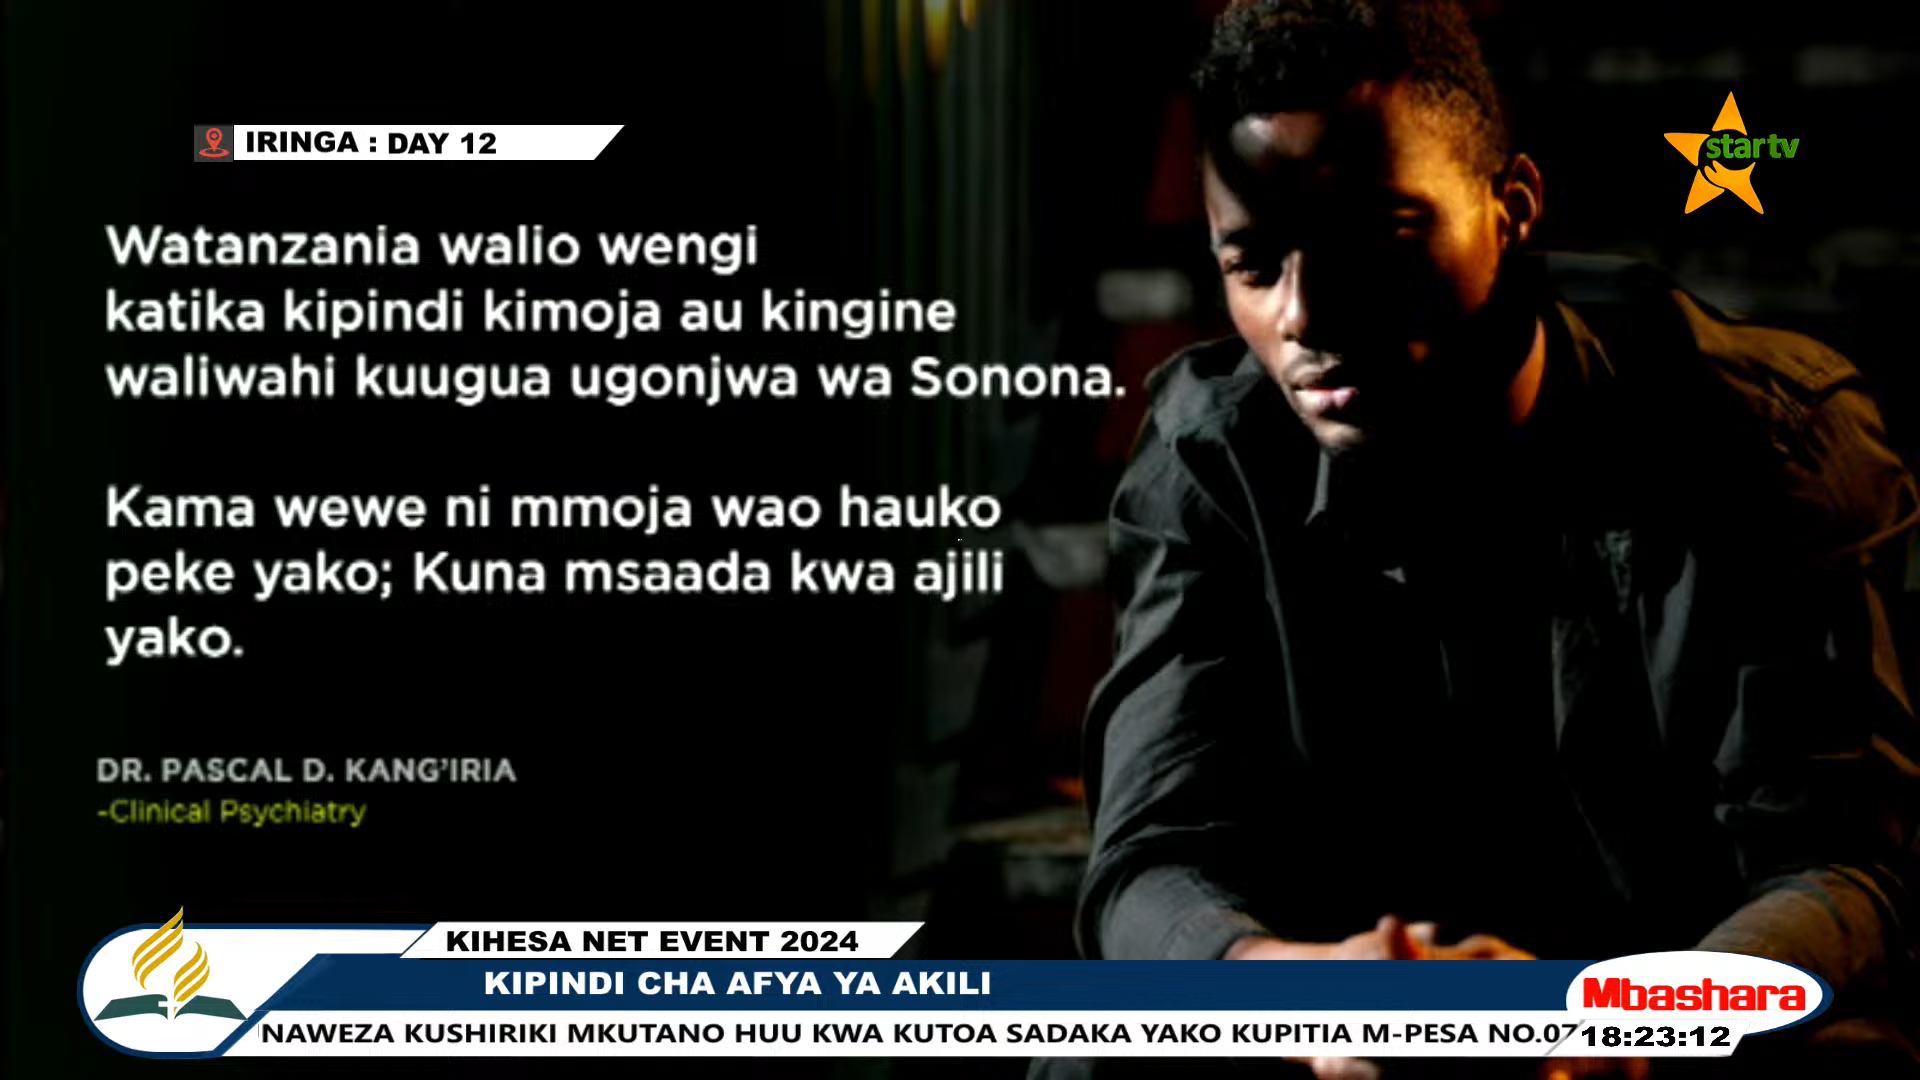 IRINGA : DAY 12
startv
Watanzania walio wengi
katika kipindi kimoja au kingine
waliwahi kuugua ugonjwa wa Sonona.
Kama wewe ni mmoja wao hauko
peke yako; Kuna msaada kwa ajili
yako.
DR. PASCAL D. KANG'IRIA
-Clinical Psychiatry
KIHESA NET EVENT 2024
KIPINDI CHA AFYA YA AKILI
Mbashara
NAWEZA KUSHIRIKI MKUTANO HUU KWA KUTOA SADAKA YAKO KUPITIA M-PESA NO.07
18:23:12